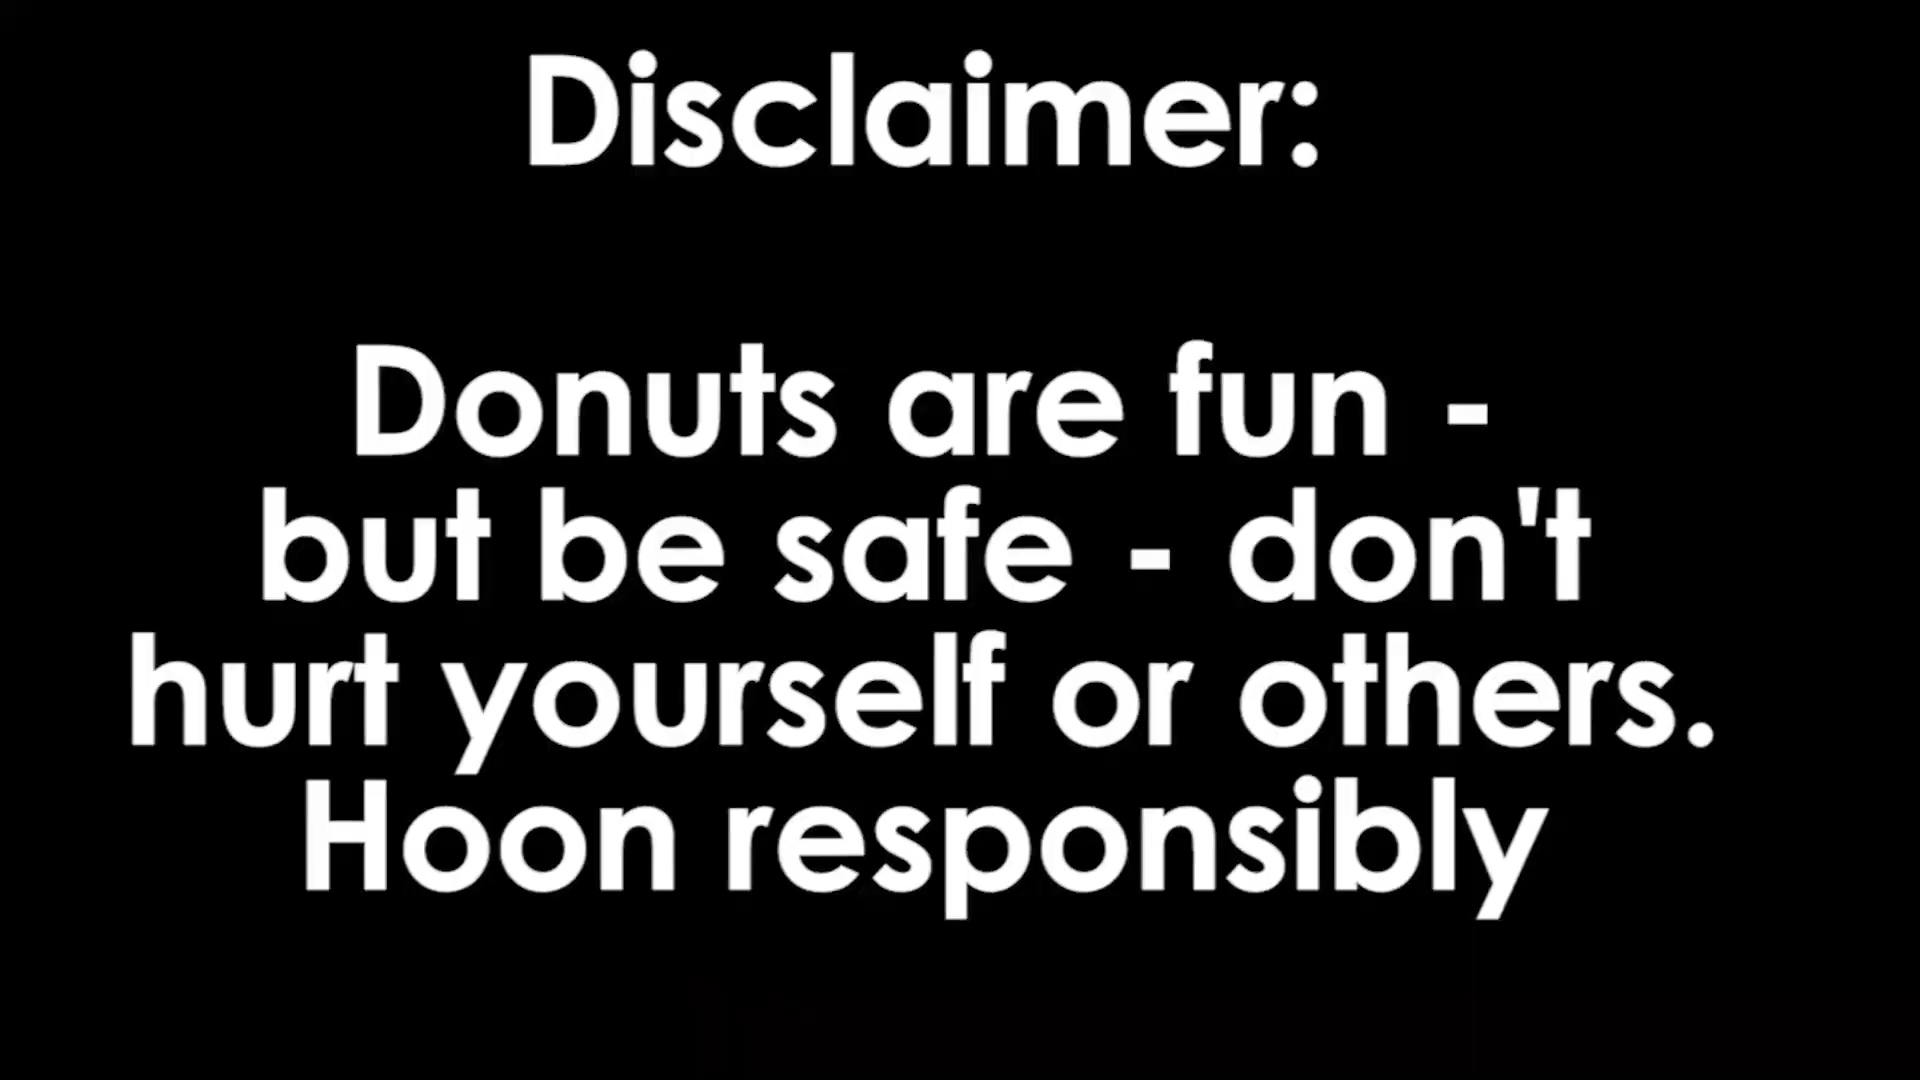 Disclaimer:
Donuts are fun -
but be safe - don't
hurt yourself or others.
Hoon responsibly